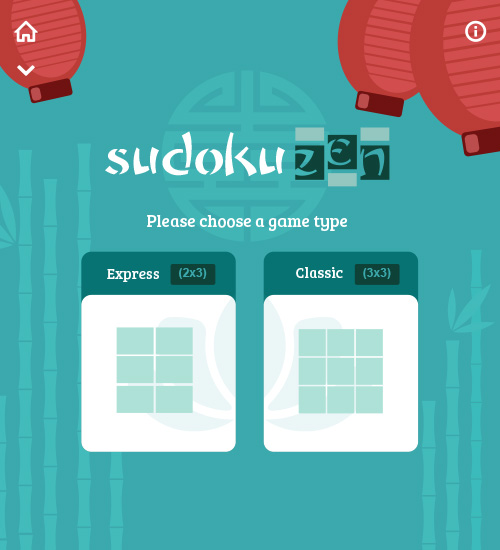 sudoku zen
Please choose a game type
Express (2x3)
Classic (3x3)